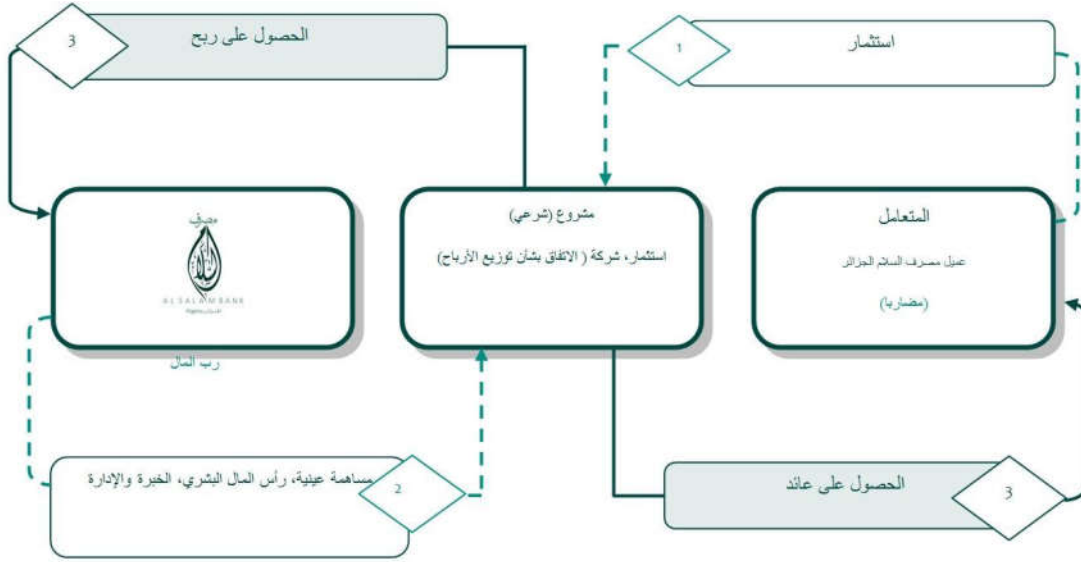 استثمار
1
الحصول على ربح
3
المتعامل
عميل مصرف السلام الجزائر
(مضاربا)
مشروع (شرعي)
استثمار، شركة ( الاتفاق بشأن توزيع الأرباح)
مصرف
السلام
AL SALAM BANK
رب المال
مساهمة عينية، رأس المال البشري، الخبرة والإدارة
2
الحصول على عائد
3